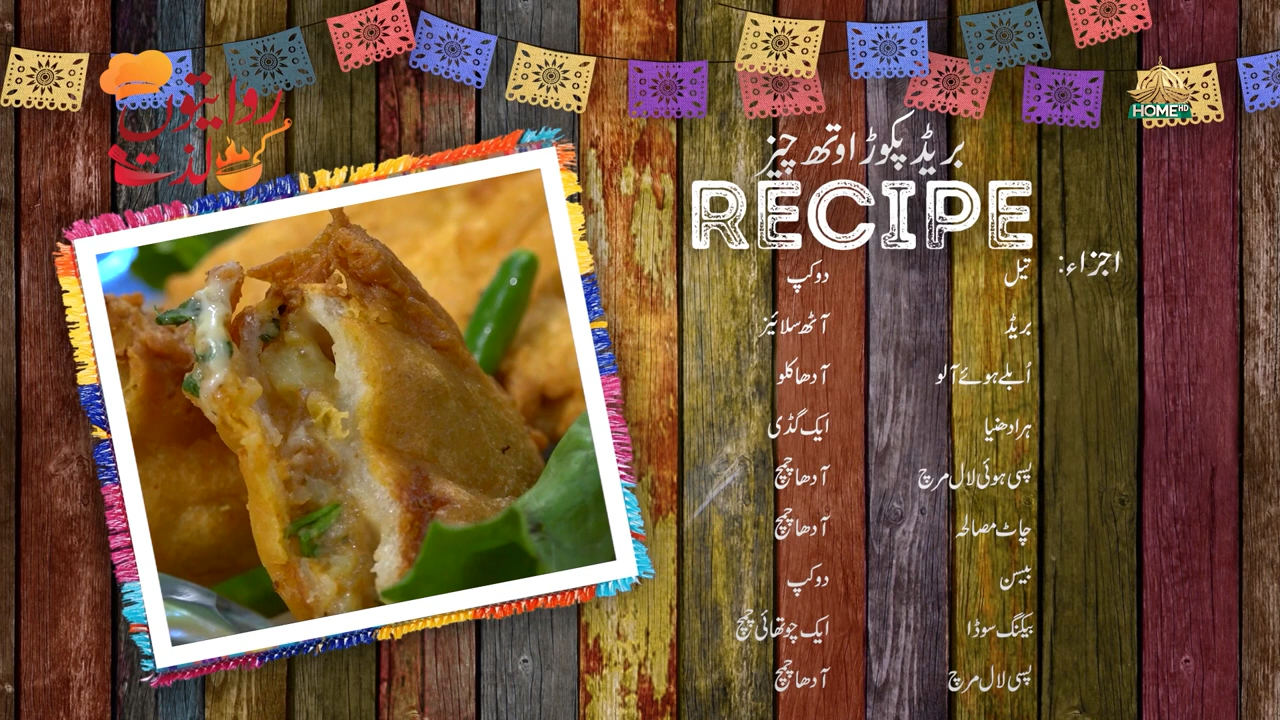 روایتوں
کی
لذت
HOME HD
بریڈ پکوڑا وتھ چیز
RECIPE
اجزاء:
تیل دو کپ
بریڈ آٹھ سلائیز
اُبلے ہوئے آلو آدھا کلو
ہرا دھنیا ایک گڈی
پسی ہوئی لال مرچ آدھا چمچ
چاٹ مصالحہ آدھا چمچ
بیسن دو کپ
بیکنگ سوڈا ایک چوتھائی چمچ
پسی لال مرچ آدھا چمچ